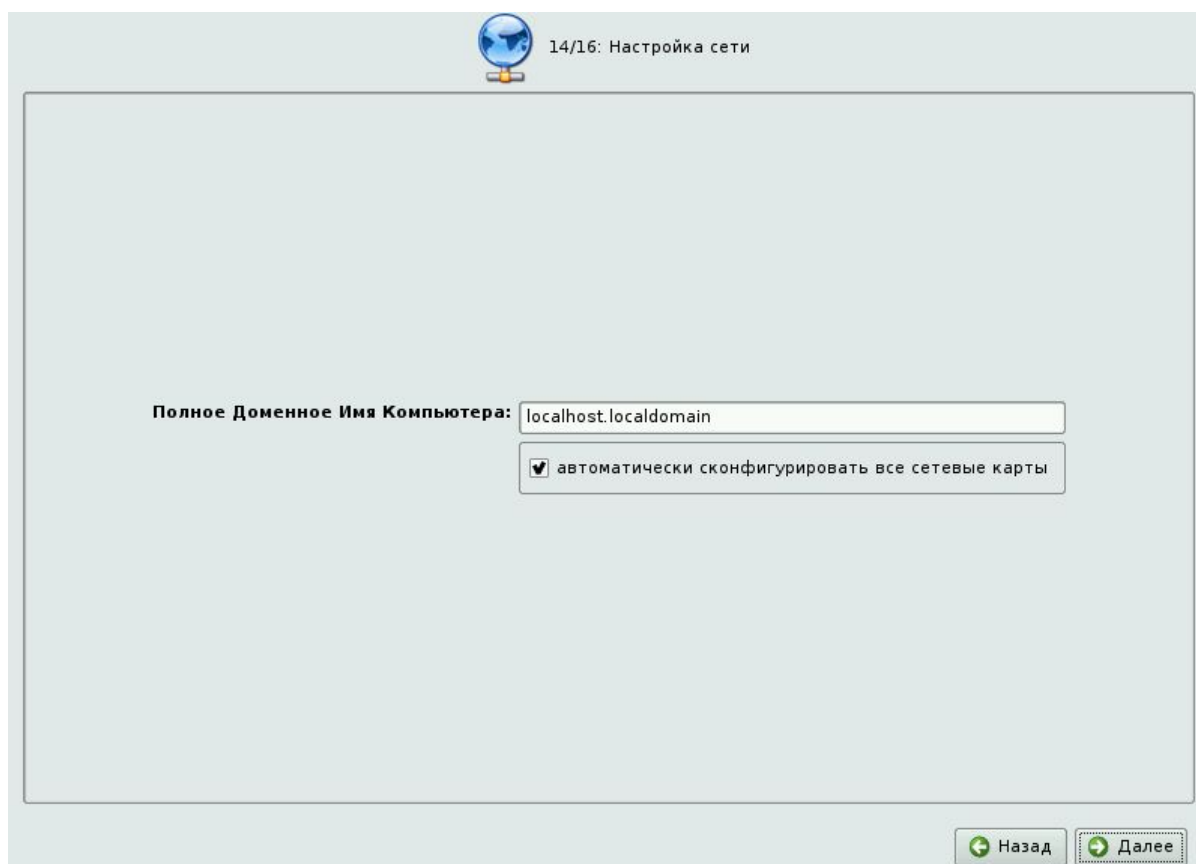 14/16: Настройка сети
Полное Доменное Имя Компьютера:
localhost.localdomain
автоматически сконфигурировать все сетевые карты
Назад
Далее